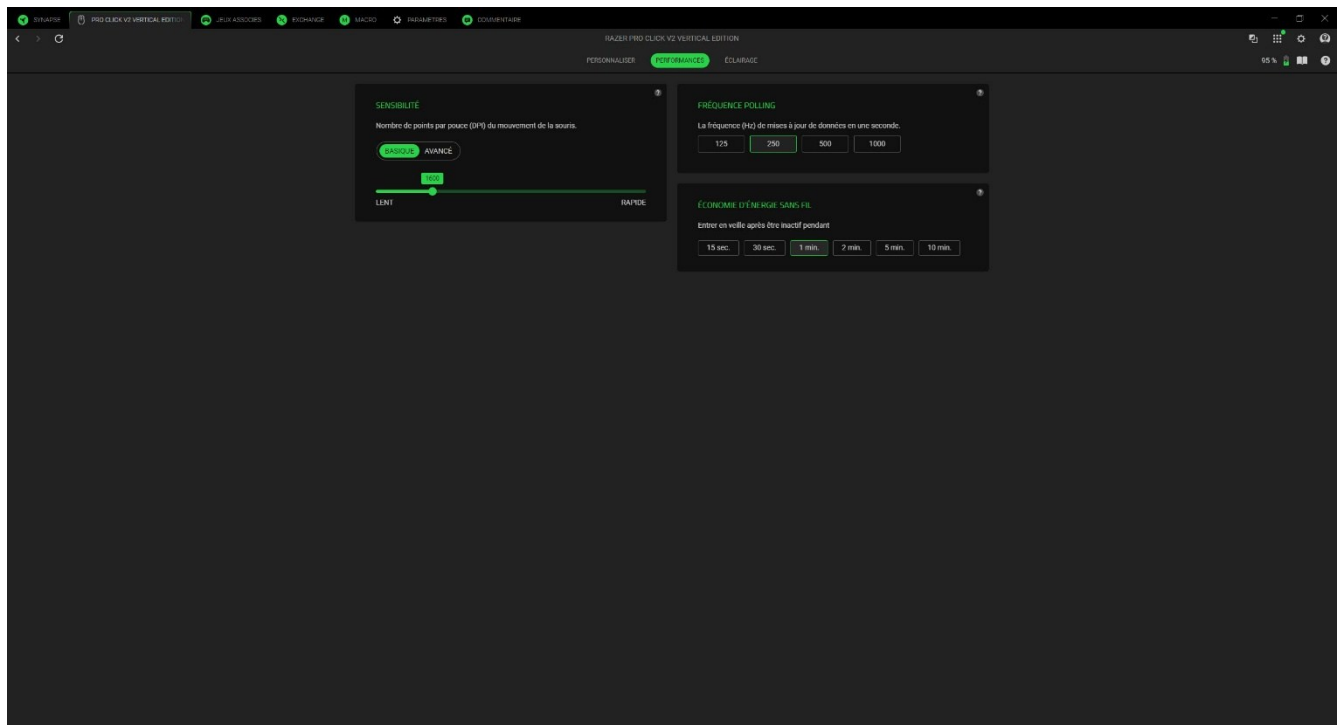 SYNAPSE
PRO CLICK V2 VERTICAL EDITION
JEUX ASSOCIES
EXCHANGE
MACRO
PARAMETRES
COMMENTAIRE
RAZER PRO CLICK V2 VERTICAL EDITION
PERSONNALISER
PERFORMANCES
ÉCLAIRAGE
95 %
SENSIBILITÉ
Nombre de points par pouce (DPI) du mouvement de la souris.
BASIQUE AVANCÉ
1600
LENT RAPIDE
FRÉQUENCE POLLING
La fréquence (Hz) de mises à jour de données en une seconde.
125 250 500 1000
ÉCONOMIE D'ÉNERGIE SANS FIL
Entrer en veille après être inactif pendant
15 sec. 30 sec. 1 min. 2 min. 5 min. 10 min.